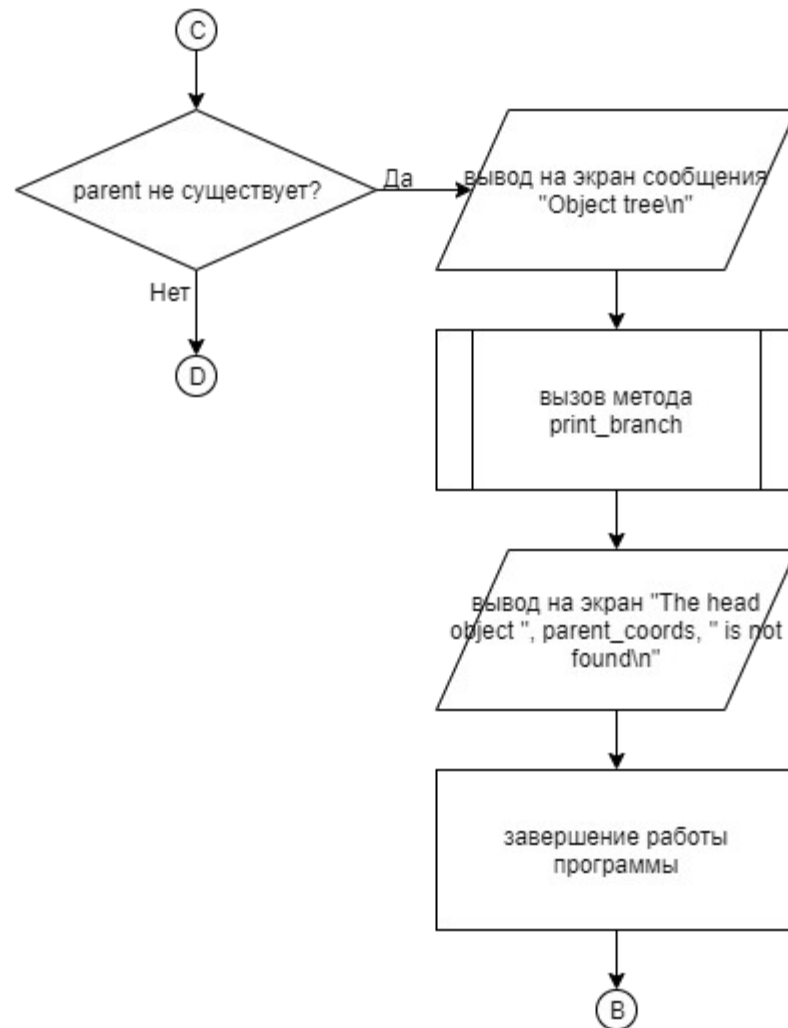 C
parent не существует?
Да
вывод на экран сообщения
"Object tree\n"
Нет
D
вызов метода
print_branch
вывод на экран "The head
object ", parent_coords, " is not
found\n"
завершение работы
программы
B